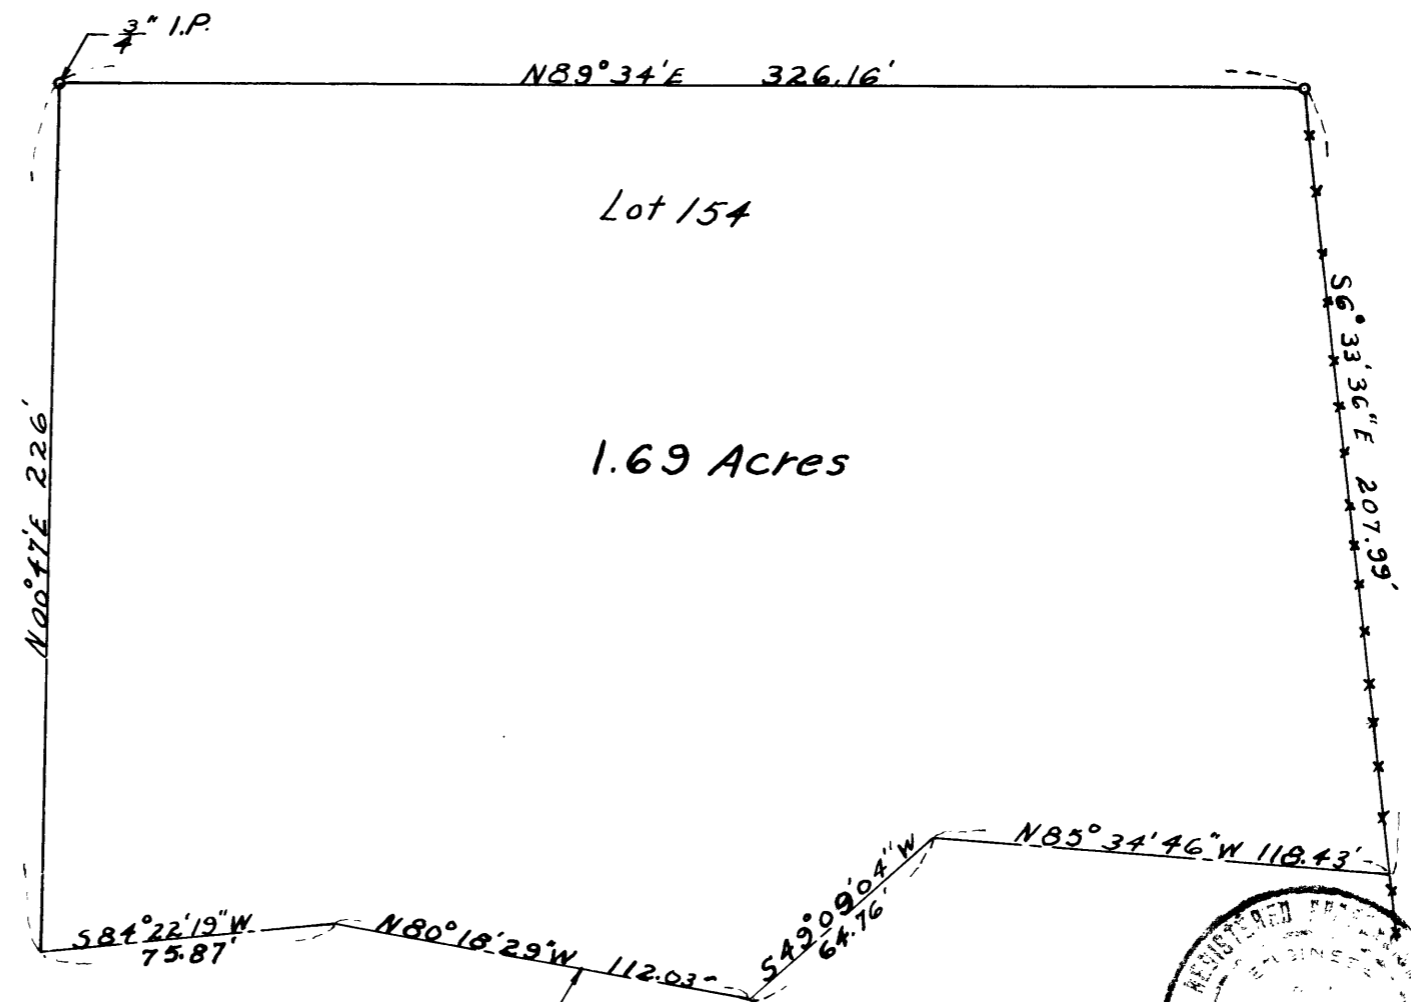 3/4" I.P.
N89°34'E 326.16'
Lot 154
S6°33'36"E 207.99'
1.69 Acres
N00°47'E 226'
N85°34'46"W 118.43'
S49°09'04"W
64.76'
S84°22'19"W
75.87'
N80°18'29"W 112.03
REGISTERED